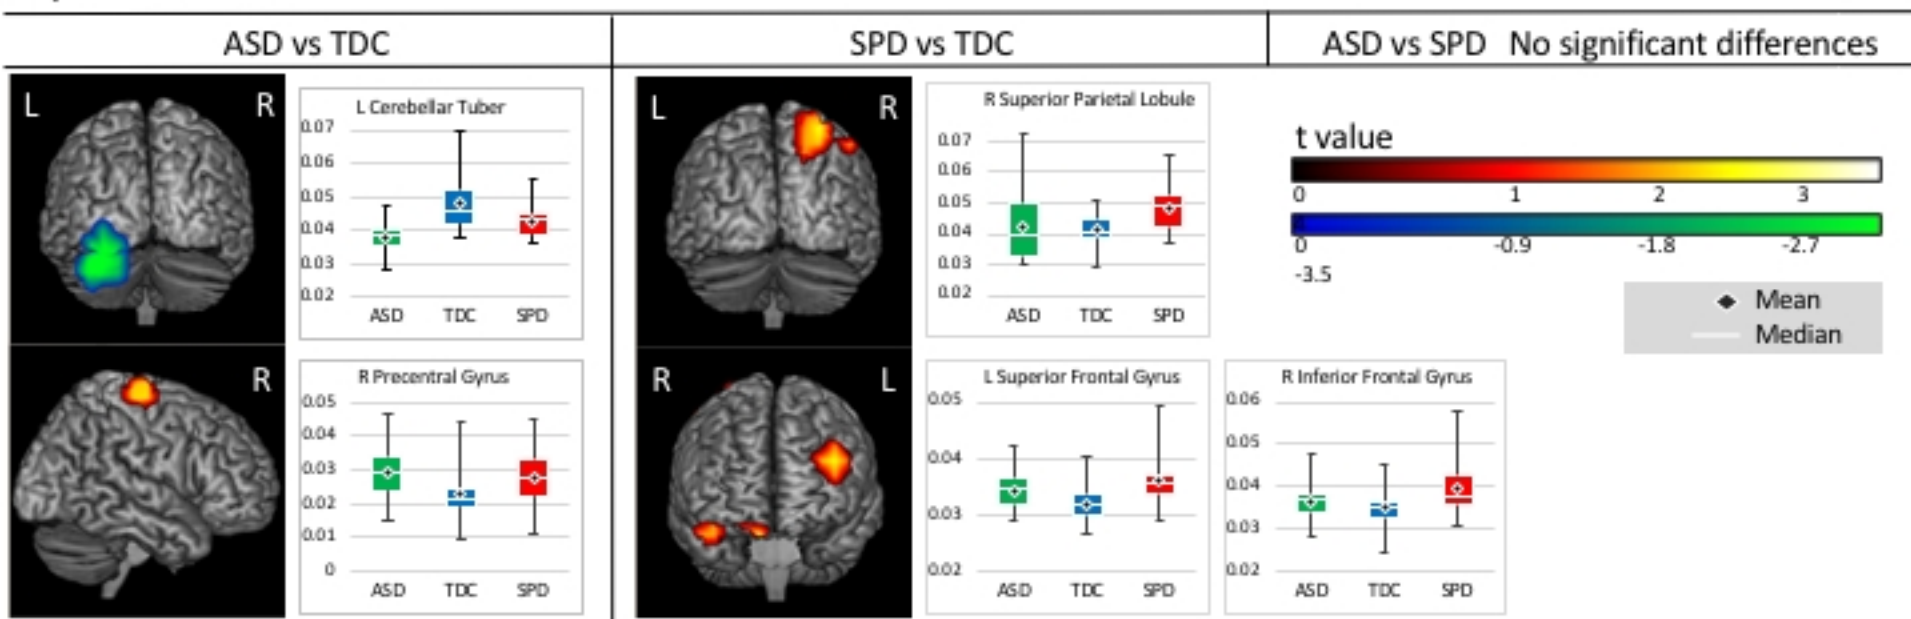 ASD vs TDC
SPD vs TDC
ASD vs SPD No significant differences
L R
L Cerebellar Tuber
0.07
0.06
0.05
0.04
0.03
0.02
ASD TDC SPD
L R
R Superior Parietal Lobule
0.07
0.06
0.05
0.04
0.03
0.02
ASD TDC SPD
t value
0 1 2 3
0 -0.9 -1.8 -2.7
-3.5
Mean
Median
R
R Precentral Gyrus
0.05
0.04
0.03
0.02
0.01
0
ASD TDC SPD
R L
L Superior Frontal Gyrus
0.05
0.04
0.03
0.02
ASD TDC SPD
R Inferior Frontal Gyrus
0.06
0.05
0.04
0.03
0.02
ASD TDC SPD